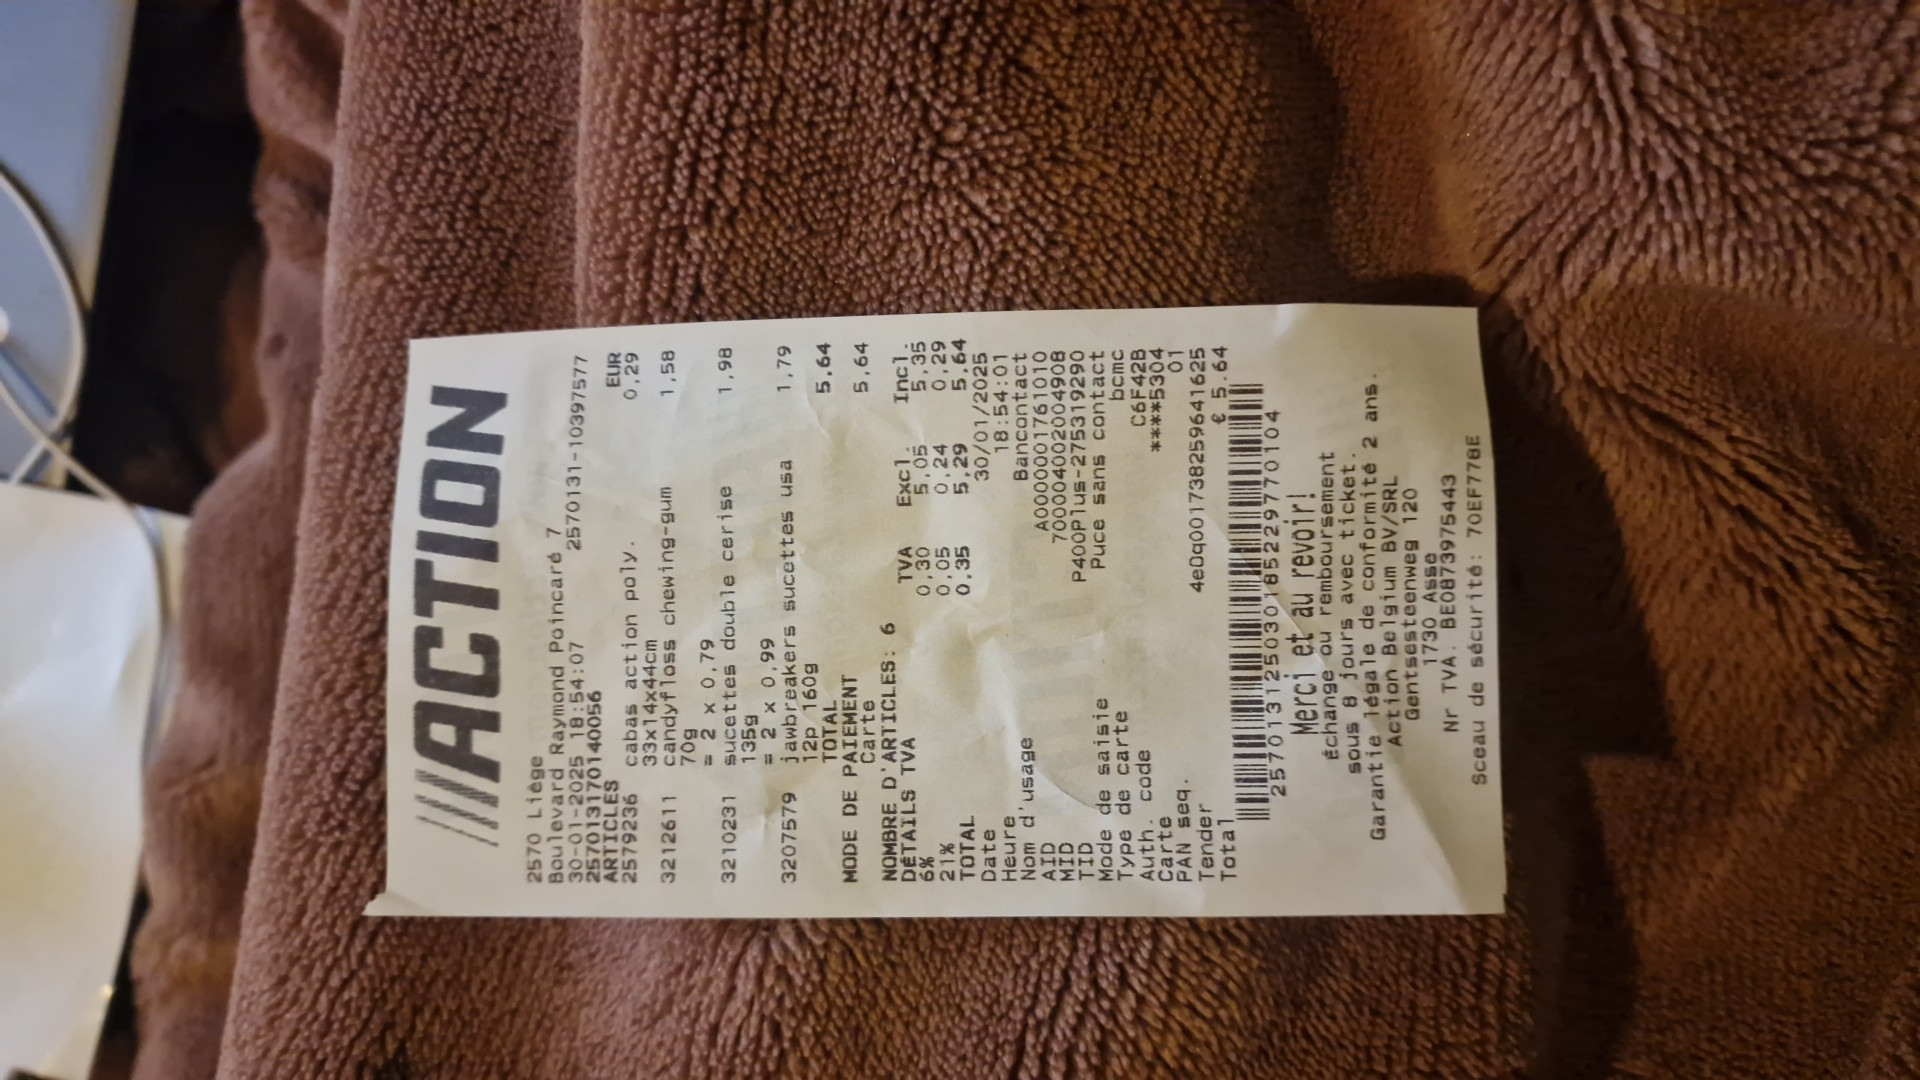 ACTION
2570 Liège
Boulevard Raymond Poincaré 7
30-01-2025 18:54:07 2570131-10397577
257013170140056
ARTICLES EUR
2579236 cabas action poly. 0,29
33x14x44cm
3212611 candyfloss chewing-gum 1,58
70g
= 2 x 0,79
3210231 sucettes double cerise 1,98
135g
= 2 x 0,99
3207579 jawbreakers sucettes usa 1,79
12p 160g
TOTAL 5,64
MODE DE PAIEMENT
Carte 5,64
NOMBRE D'ARTICLES: 6
DÉTAILS TVA TVA Excl. Incl.
6% 0,30 5,05 5,35
21% 0,05 0,24 0,29
TOTAL 0,35 5,29 5,64
Date 30/01/2025
Heure 18:54:01
Nom d'usage Bancontact
AID A0000001761010
MID 700004002004908
TID P400Plus-275319290
Mode de saisie Puce sans contact
Type de carte bcmc
Auth. code C6F42B
Carte ****5304
PAN seq. 01
Tender 4e0q001738259641625
Total € 5.64
257013125030185229770104
Merci et au revoir!
échange ou remboursement
sous 8 jours avec ticket.
Garantie légale de conformité 2 ans.
Action Belgium BV/SRL
Gentsesteenweg 120
1730 Asse
Nr TVA. BE0873975443
Sceau de sécurité: 70EF778E